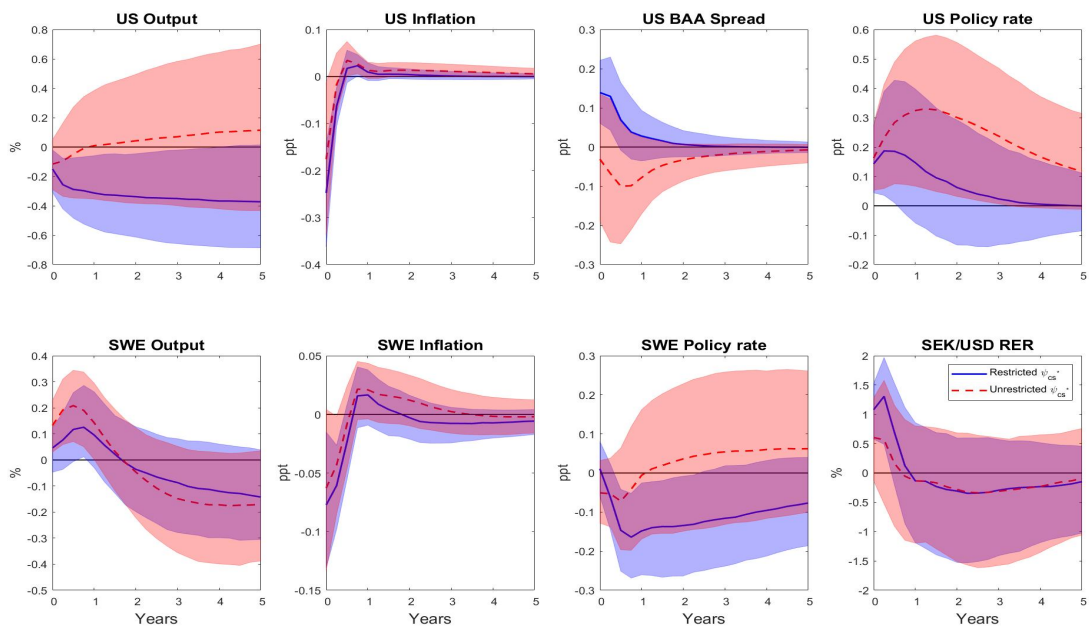 US Output
%
0.8
0.6
0.4
0.2
0
-0.2
-0.4
-0.6
-0.8
0 1 2 3 4 5
US Inflation
ppt
0.1
0
-0.1
-0.2
-0.3
-0.4
0 1 2 3 4 5
US BAA Spread
ppt
0.3
0.2
0.1
0
-0.1
-0.2
-0.3
0 1 2 3 4 5
US Policy rate
ppt
0.6
0.5
0.4
0.3
0.2
0.1
0
-0.1
-0.2
0 1 2 3 4 5
SWE Output
%
0.4
0.3
0.2
0.1
0
-0.1
-0.2
-0.3
-0.4
-0.5
0 1 2 3 4 5
Years
SWE Inflation
ppt
0.05
0
-0.05
-0.1
-0.15
0 1 2 3 4 5
Years
SWE Policy rate
ppt
0.3
0.2
0.1
0
-0.1
-0.2
-0.3
0 1 2 3 4 5
Years
SEK/USD RER
%
2
1.5
1
0.5
0
-0.5
-1
-1.5
-2
0 1 2 3 4 5
Years
Restricted ψcs*
Unrestricted ψcs*